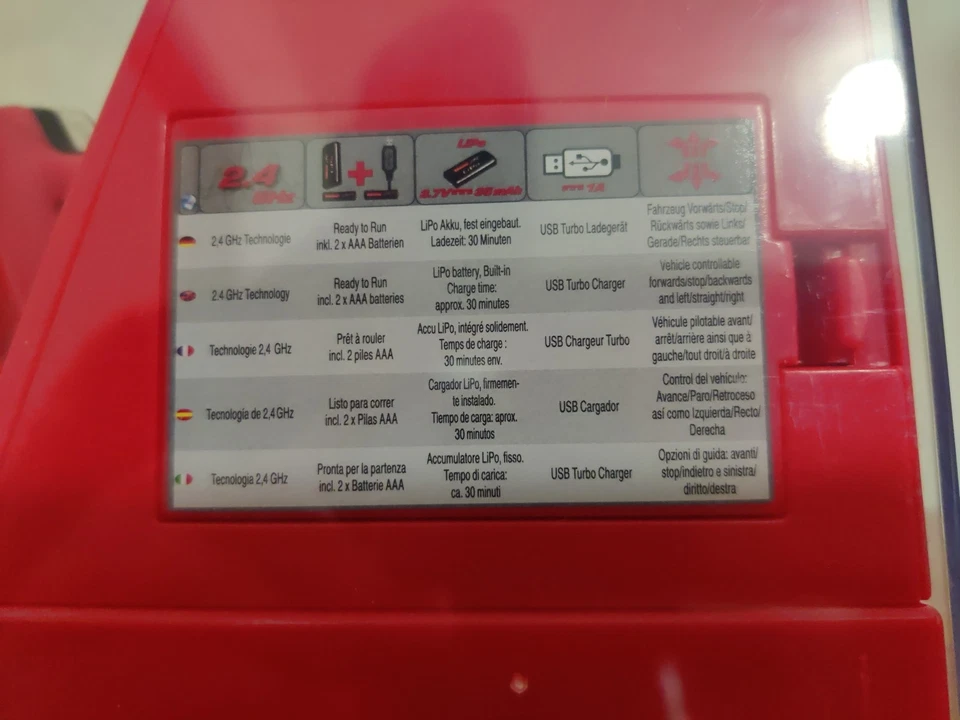 2.4
GHz
LiPo
3.7V 35 mAh
2,4 GHz Technologie
Ready to Run
inkl. 2 x AAA Batterien
LiPo Akku, fest eingebaut.
Ladezeit: 30 Minuten
USB Turbo Ladegerät
Fahrzeug Vorwärts/Stop/
Rückwärts sowie Links/
Gerade/Rechts steuerbar
2.4 GHz Technology
Ready to Run
incl. 2 x AAA batteries
LiPo battery, Built-in
Charge time:
approx. 30 minutes
USB Turbo Charger
Vehicle controllable
forwards/stop/backwards
and left/straight/right
Technologie 2,4 GHz
Prêt à rouler
incl. 2 piles AAA
Accu LiPo, intégré solidement.
Temps de charge :
30 minutes env.
USB Chargeur Turbo
Véhicule pilotable avant/
arrêt/arrière ainsi que à
gauche/tout droit/à droite
Tecnología de 2,4 GHz
Listo para correr
incl. 2 x Pilas AAA
Cargador LiPo, firmemen-
te instalado.
Tiempo de carga: aprox.
30 minutos
USB Cargador
Control del vehículo:
Avance/Paro/Retroceso
así como Izquierda/Recto/
Derecha
Tecnologia 2,4 GHz
Pronta per la partenza
incl. 2 x Batterie AAA
Accumulatore LiPo, fisso.
Tempo di carica:
ca. 30 minuti
USB Turbo Charger
Opzioni di guida: avanti/
stop/indietro e sinistra/
diritto/destra